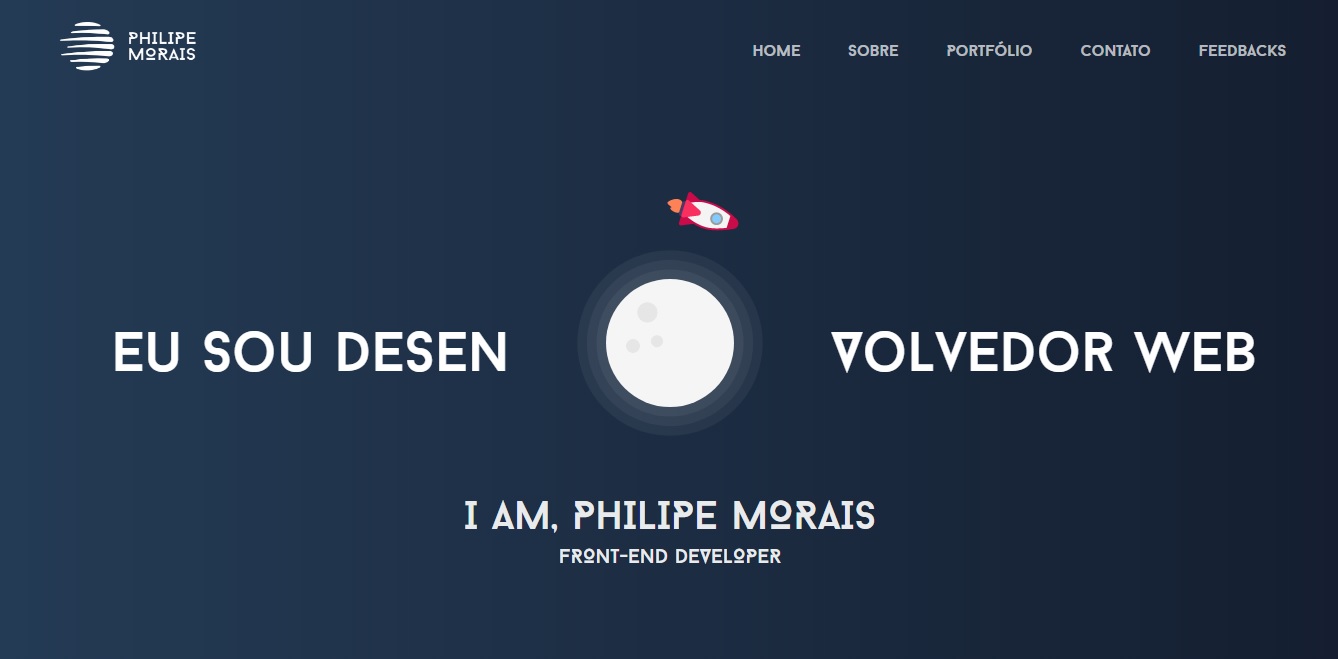 PHILIPE
MORAIS
HOME SOBRE PORTFÓLIO CONTATO FEEDBACKS
EU SOU DESEN VOLVEDOR WEB
I AM, PHILIPE MORAIS
FRONT-END DEVELOPER